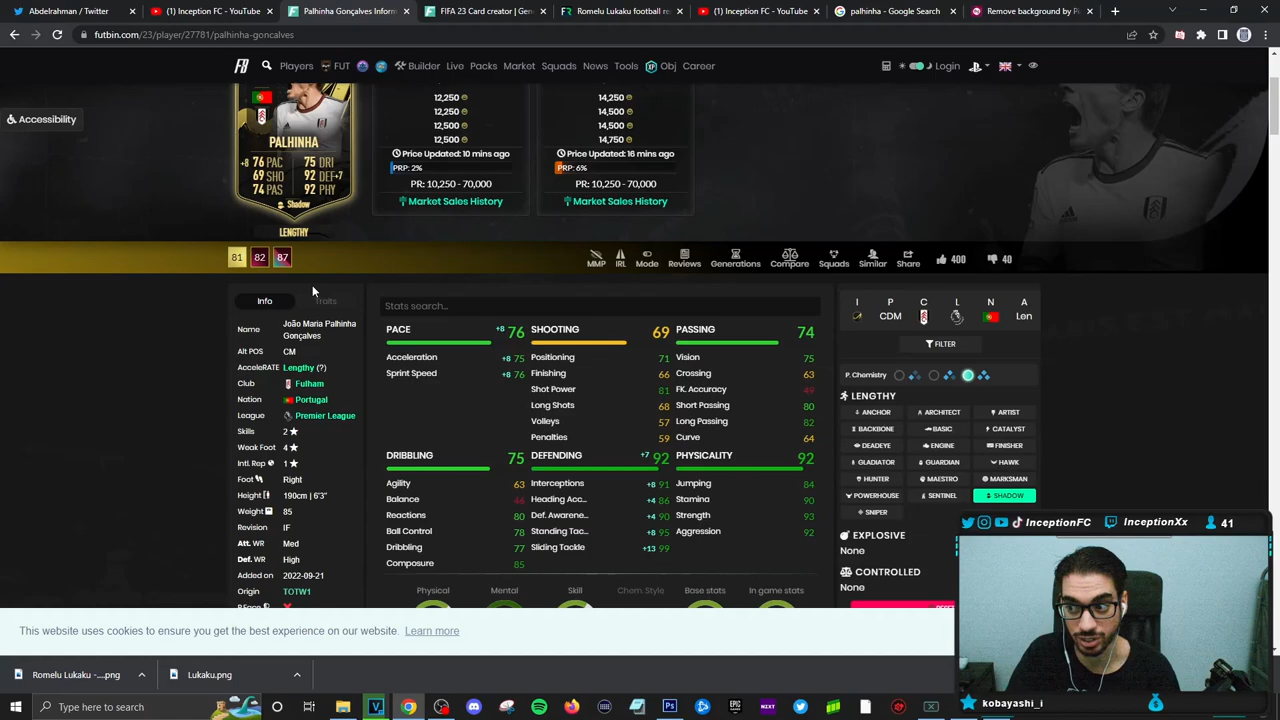 Abdelrahman / Twitter × (1) Inception FC - YouTube × Palhinha Gonçalves Inform × FIFA 23 Card creator | Gen × Romelu Lukaku football re × (1) Inception FC - YouTube × palhinha - Google Search × Remove background by Pi × +
futbin.com/23/player/27781/palhinha-goncalves
Players FUT Builder Live Packs Market Squads News Tools Obj Career Login
Accessibility
12,250 14,250
12,250 14,500
12,500 14,500
12,500 14,750
Price Updated: 10 mins ago Price Updated: 16 mins ago
PRP: 2% PRP: 6%
PR: 10,250 - 70,000 PR: 10,250 - 70,000
Market Sales History Market Sales History
PALHINHA
+8 76 PAC 75 DRI
69 SHO 92 DEF+7
74 PAS 92 PHY
Shadow
LENGTHY
81 82 87
MMP IRL Mode Reviews Generations Compare Squads Similar Share 400 40
Info Traits
Name João Maria Palhinha
Gonçalves
Alt POS CM
AcceleRATE Lengthy (?)
Club Fulham
Nation Portugal
League Premier League
Skills 2 ★
Weak Foot 4 ★
Intl. Rep 1 ★
Foot Right
Height 190cm | 6'3"
Weight 85
Revision IF
Att. WR Med
Def. WR High
Added on 2022-09-21
Origin TOTW1
R.Face
Stats search...
PACE +8 76
Acceleration +8 75
Sprint Speed +8 76
SHOOTING 69
Positioning 71
Finishing 66
Shot Power 81
Long Shots 68
Volleys 57
Penalties 59
PASSING 74
Vision 75
Crossing 63
FK. Accuracy 49
Short Passing 80
Long Passing 82
Curve 64
DRIBBLING 75
Agility 63
Balance 46
Reactions 80
Ball Control 78
Dribbling 77
Composure 85
DEFENDING +7 92
Interceptions +8 91
Heading Acc... +4 86
Def. Awarene... +4 90
Standing Tac... +8 95
Sliding Tackle +13 99
PHYSICALITY 92
Jumping 84
Stamina 90
Strength 93
Aggression 92
Physical Mental Skill Chem. Style Base stats In game stats
I P C L N A
CDM Len
FILTER
P. Chemistry
LENGTHY
ANCHOR ARCHITECT ARTIST
BACKBONE BASIC CATALYST
DEADEYE ENGINE FINISHER
GLADIATOR GUARDIAN HAWK
HUNTER MAESTRO MARKSMAN
POWERHOUSE SENTINEL SHADOW
SNIPER
EXPLOSIVE
None
CONTROLLED
None
InceptionFC InceptionXx 41
kobayashi_i
This website uses cookies to ensure you get the best experience on our website. Learn more
Romelu Lukaku -....png Lukaku.png
Type here to search